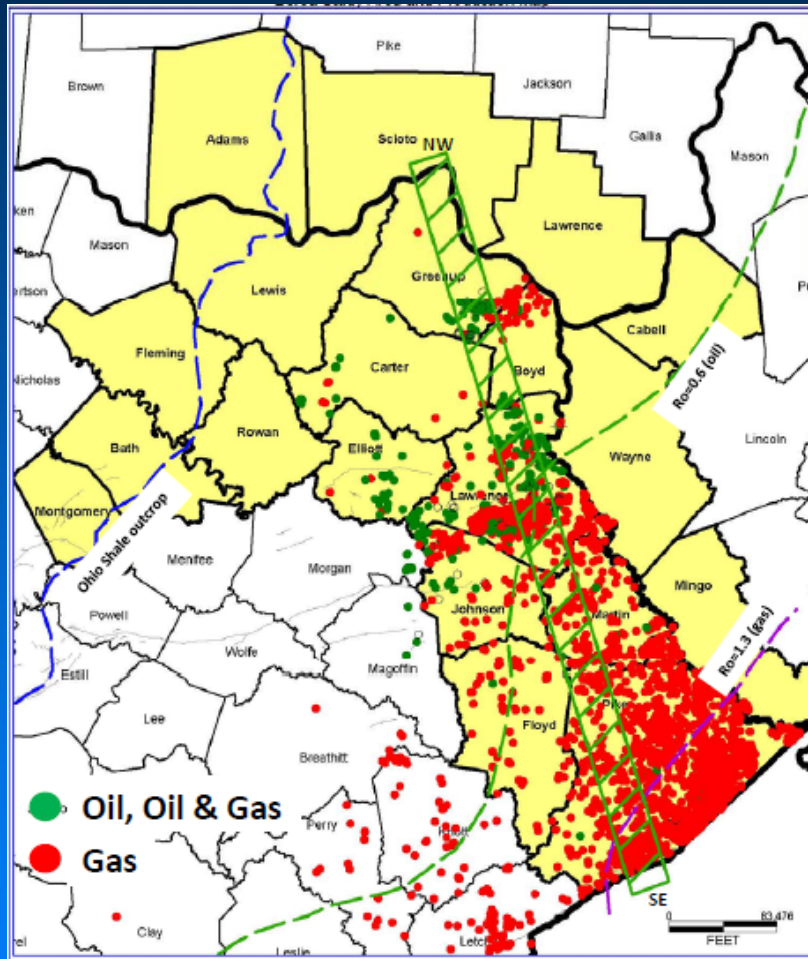 Pike
Brown
Jackson
Adams
Scioto
NW
Gallia
Mason
Lawrence
Mason
Greenup
Lewis
Cabell
Fleming
Carter
Boyd
Ro=0.6 (oil)
Nicholas
Rowan
Bath
Elliott
Wayne
Lincoln
Lawrence
Montgomery
Ohio Shale outcrop
Menifee
Morgan
Mingo
Johnson
Martin
Powell
Wolfe
Magoffin
Ro=1.3 (gas)
Estill
Lee
Floyd
Pike
Breathitt
Oil, Oil & Gas
Perry
Knott
Gas
SE
Clay
0 83,476
FEET
Leslie